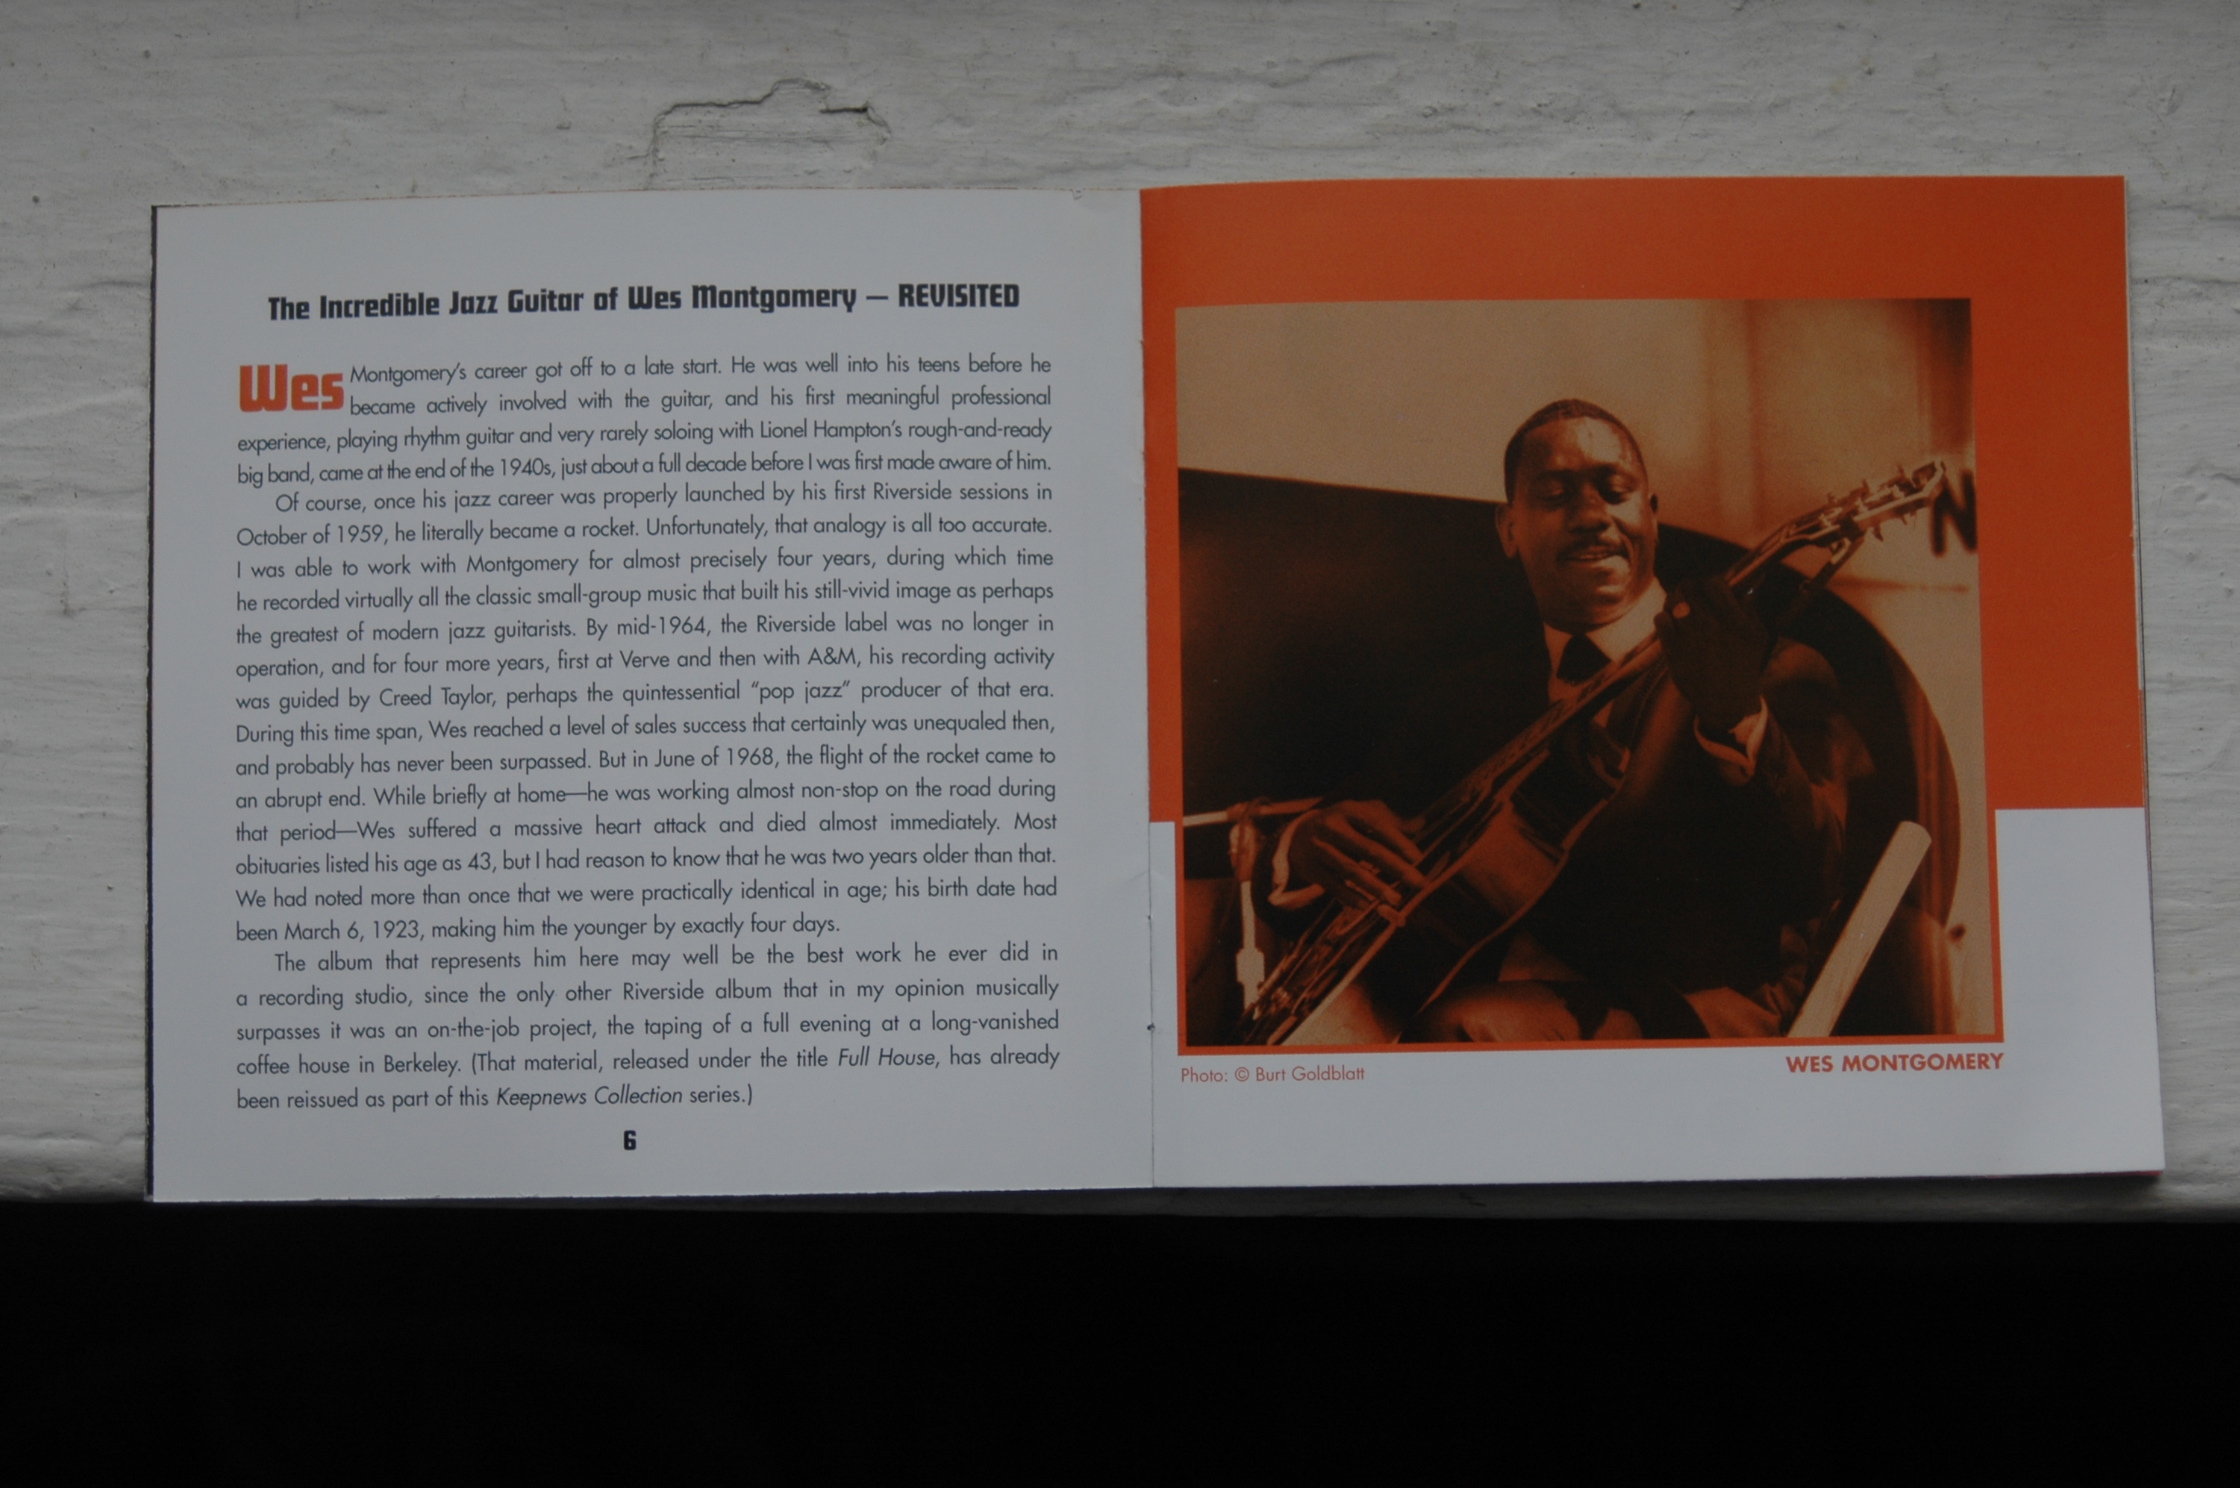 The Incredible Jazz Guitar of Wes Montgomery — REVISITED
Wes Montgomery's career got off to a late start. He was well into his teens before he
became actively involved with the guitar, and his first meaningful professional
experience, playing rhythm guitar and very rarely soloing with Lionel Hampton's rough-and-ready
big band, came at the end of the 1940s, just about a full decade before I was first made aware of him.
Of course, once his jazz career was properly launched by his first Riverside sessions in
October of 1959, he literally became a rocket. Unfortunately, that analogy is all too accurate.
I was able to work with Montgomery for almost precisely four years, during which time
he recorded virtually all the classic small-group music that built his still-vivid image as perhaps
the greatest of modern jazz guitarists. By mid-1964, the Riverside label was no longer in
operation, and for four more years, first at Verve and then with A&M, his recording activity
was guided by Creed Taylor, perhaps the quintessential “pop jazz” producer of that era.
During this time span, Wes reached a level of sales success that certainly was unequaled then,
and probably has never been surpassed. But in June of 1968, the flight of the rocket came to
an abrupt end. While briefly at home—he was working almost non-stop on the road during
that period—Wes suffered a massive heart attack and died almost immediately. Most
obituaries listed his age as 43, but I had reason to know that he was two years older than that.
We had noted more than once that we were practically identical in age; his birth date had
been March 6, 1923, making him the younger by exactly four days.
The album that represents him here may well be the best work he ever did in
a recording studio, since the only other Riverside album that in my opinion musically
surpasses it was an on-the-job project, the taping of a full evening at a long-vanished
coffee house in Berkeley. (That material, released under the title Full House, has already
been reissued as part of this Keepnews Collection series.)
6
N
Photo: © Burt Goldblatt
WES MONTGOMERY